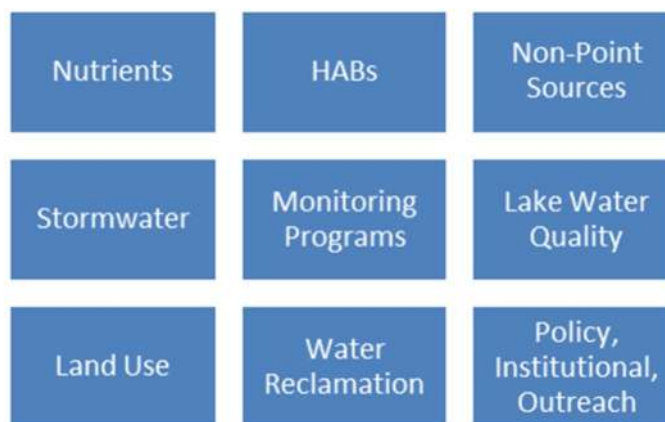 Nutrients
HABs
Non-Point
Sources
Stormwater
Monitoring
Programs
Lake Water
Quality
Land Use
Water
Reclamation
Policy,
Institutional,
Outreach